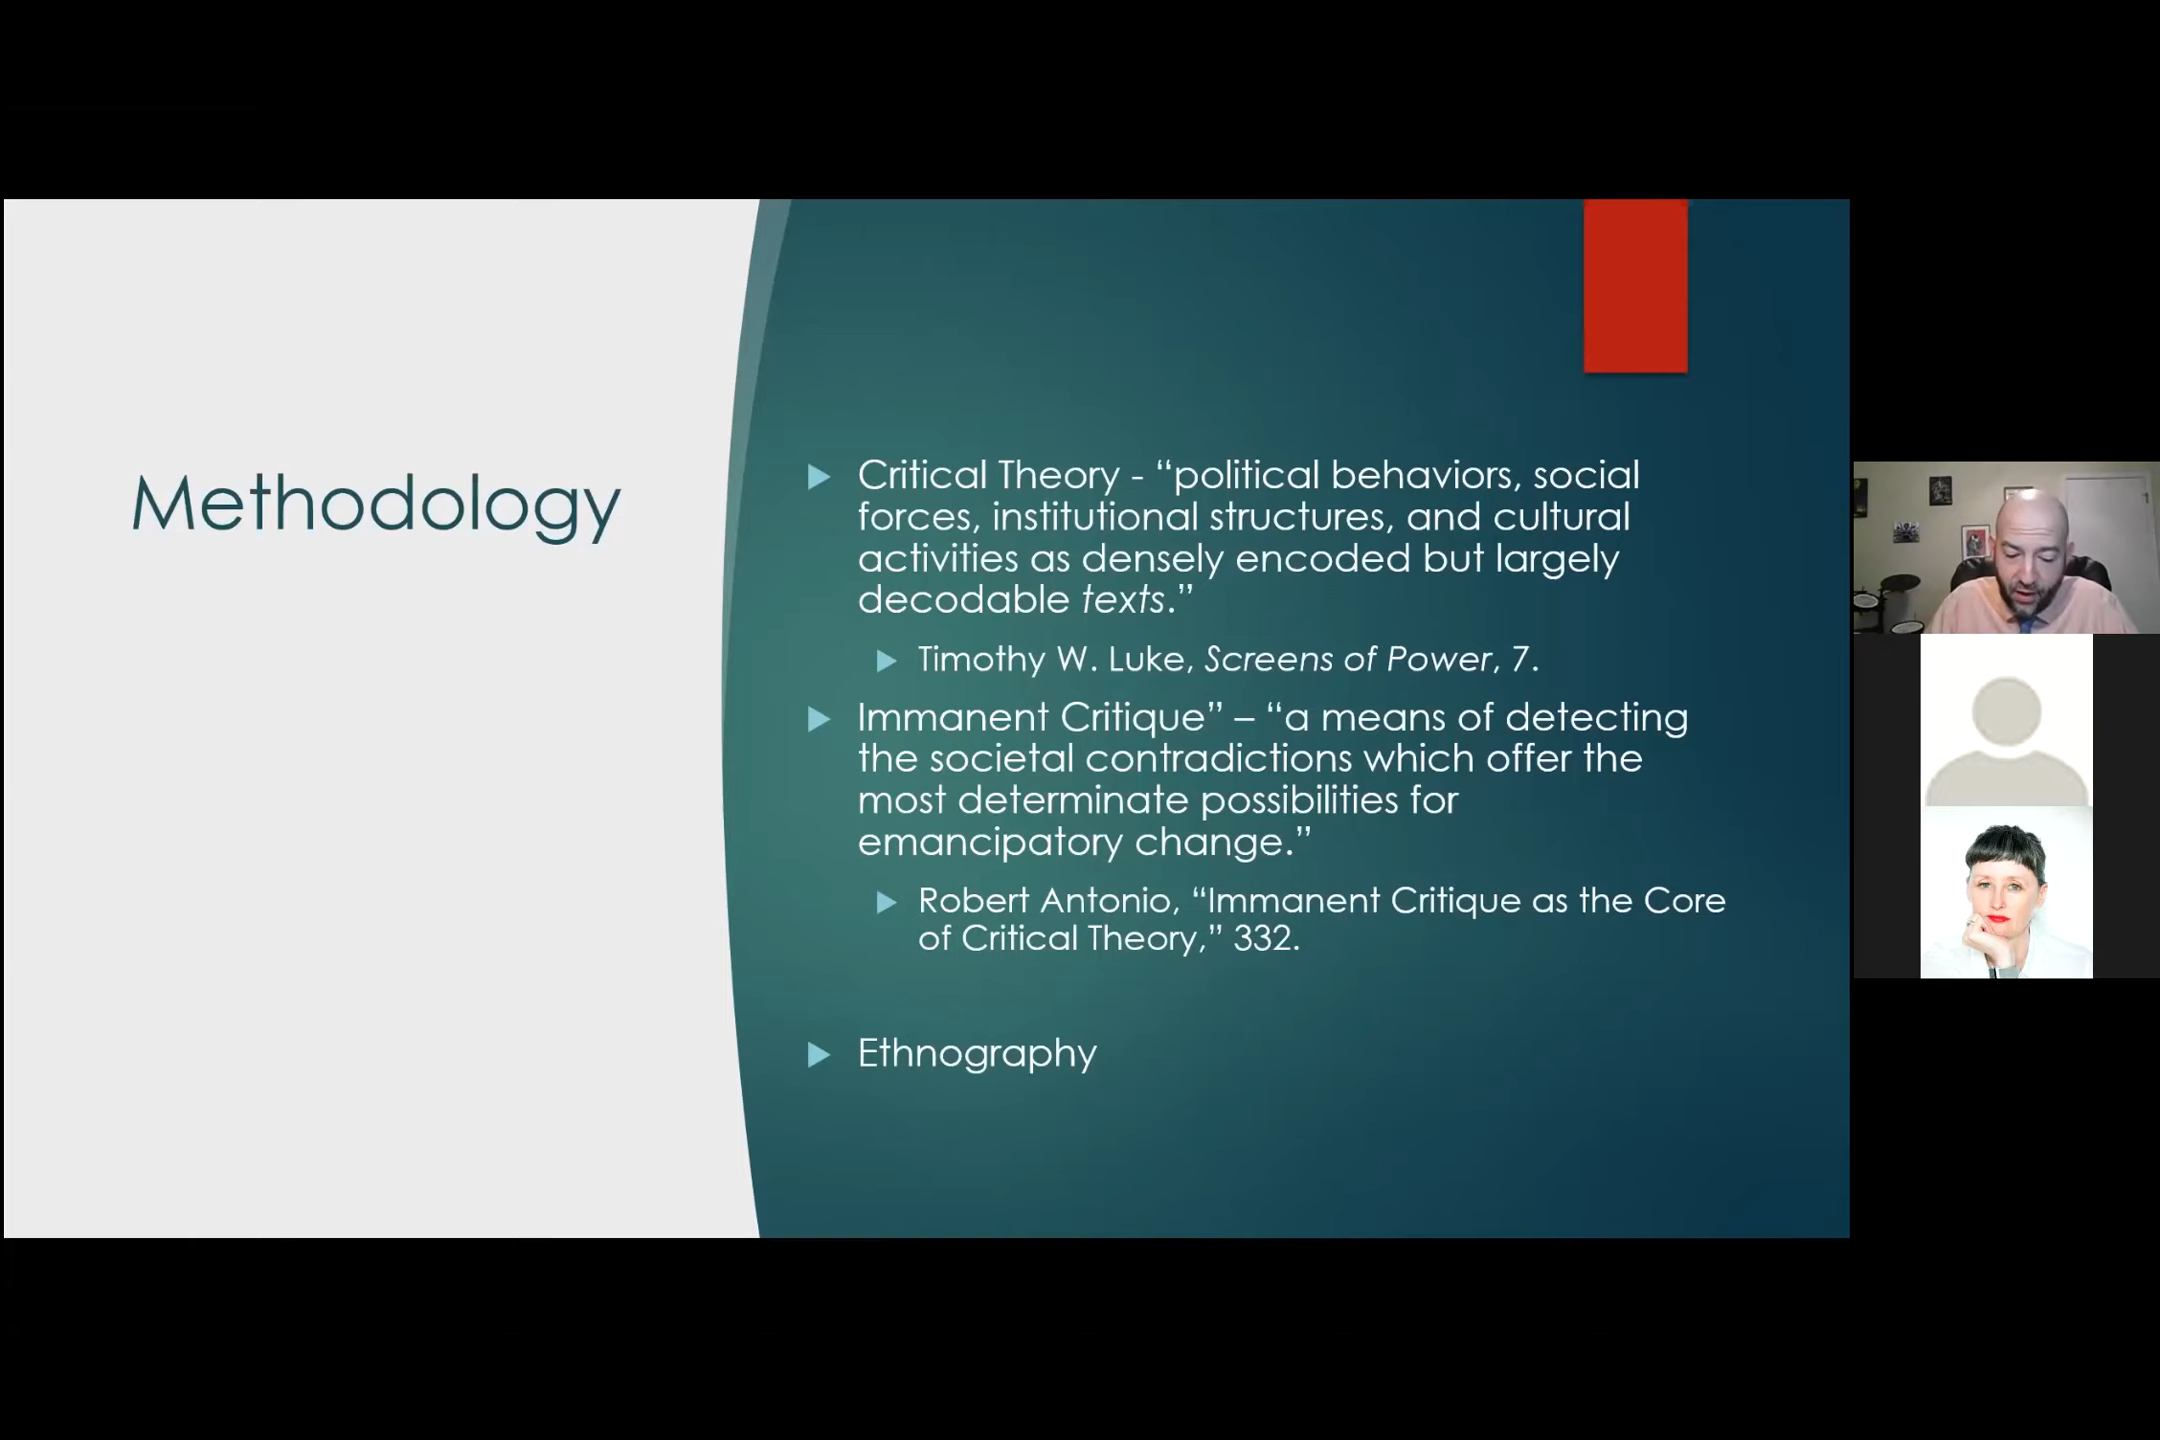 Methodology
Critical Theory - “political behaviors, social
forces, institutional structures, and cultural
activities as densely encoded but largely
decodable texts.”
Timothy W. Luke, Screens of Power, 7.
Immanent Critique” – “a means of detecting
the societal contradictions which offer the
most determinate possibilities for
emancipatory change.”
Robert Antonio, “Immanent Critique as the Core
of Critical Theory,” 332.
Ethnography